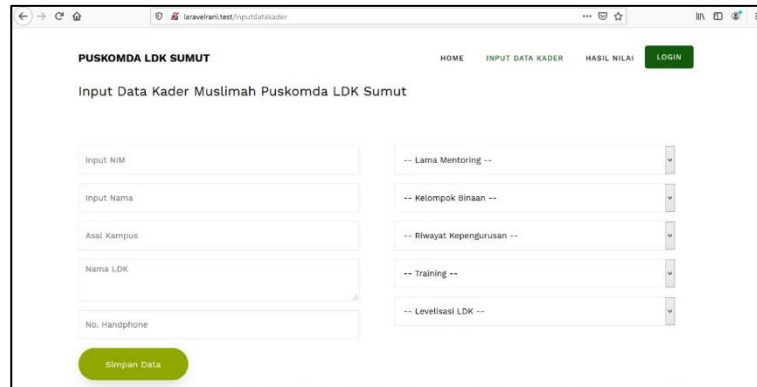 laravelrani.test/inputdatakader
PUSKOMDA LDK SUMUT
HOME INPUT DATA KADER HASIL NILAI LOGIN
Input Data Kader Muslimah Puskomda LDK Sumut
Input NIM
Input Nama
Asal Kampus
Nama LDK
No. Handphone
Simpan Data
-- Lama Mentoring --
-- Kelompok Binaan --
-- Riwayat Kepengurusan --
-- Training --
-- Levelisasi LDK --